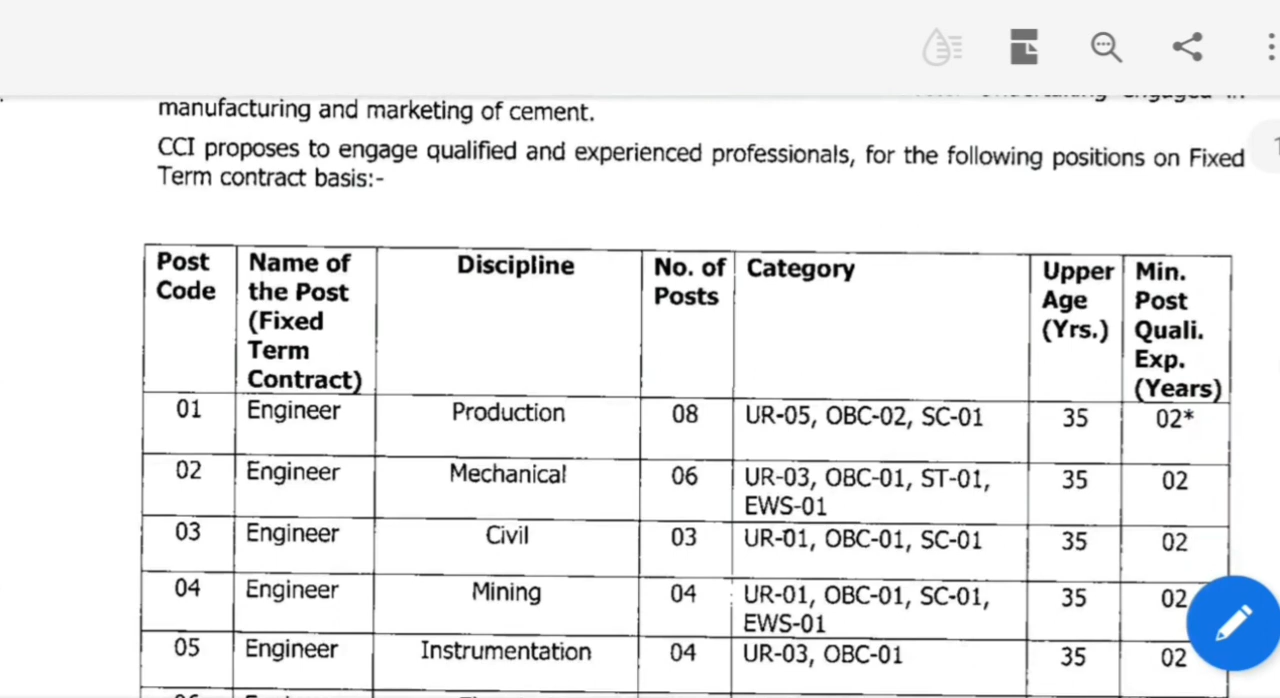 manufacturing and marketing of cement.
CCI proposes to engage qualified and experienced professionals, for the following positions on Fixed
Term contract basis:-
Post Code | Name of the Post (Fixed Term Contract) | Discipline | No. of Posts | Category | Upper Age (Yrs.) | Min. Post Quali. Exp. (Years)
01 Engineer Production 08 UR-05, OBC-02, SC-01 35 02*
02 Engineer Mechanical 06 UR-03, OBC-01, ST-01, 35 02
EWS-01
03 Engineer Civil 03 UR-01, OBC-01, SC-01 35 02
04 Engineer Mining 04 UR-01, OBC-01, SC-01, 35 02
EWS-01
05 Engineer Instrumentation 04 UR-03, OBC-01 35 02